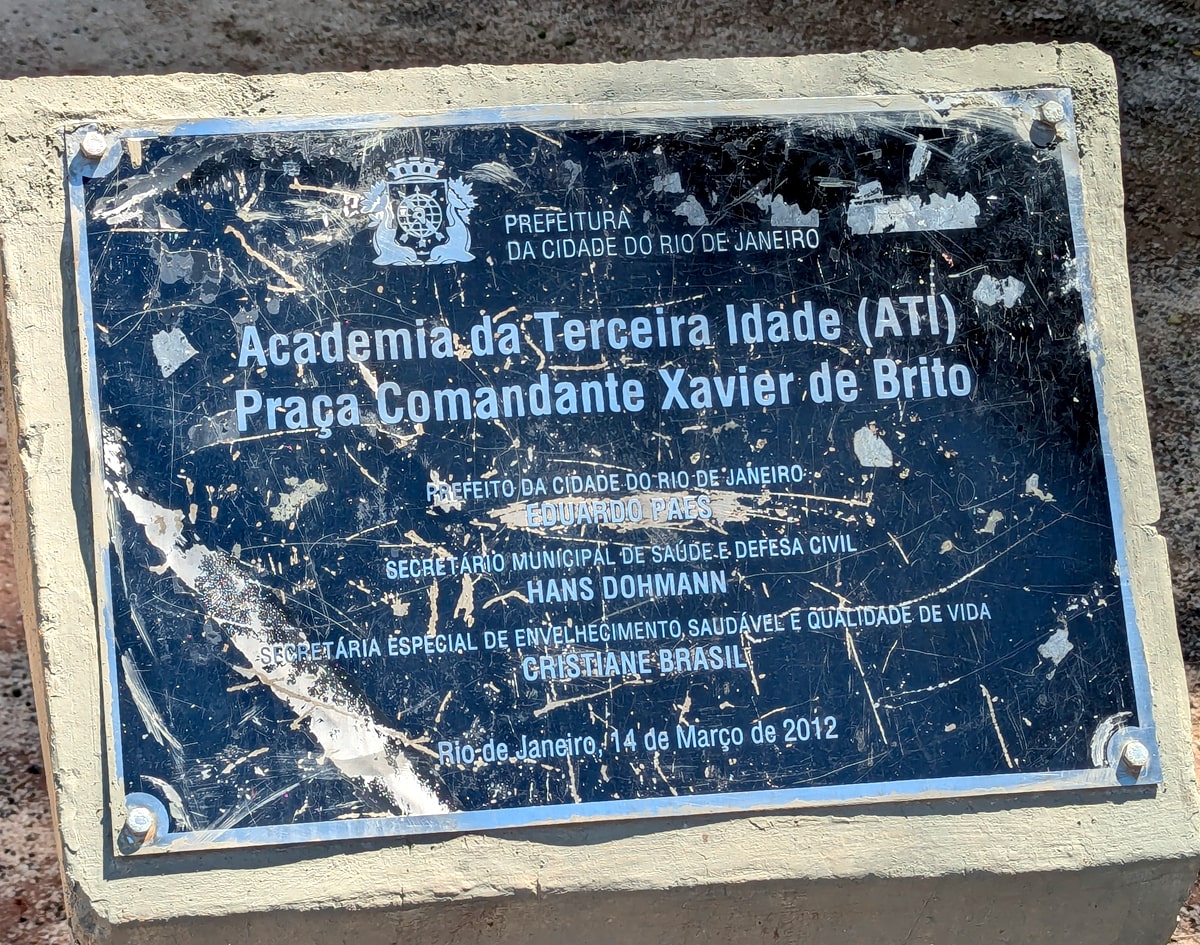 PREFEITURA
DA CIDADE DO RIO DE JANEIRO
Academia da Terceira Idade (ATI)
Praça Comandante Xavier de Brito
PREFEITO DA CIDADE DO RIO DE JANEIRO
EDUARDO PAES
SECRETÁRIO MUNICIPAL DE SAÚDE E DEFESA CIVIL
HANS DOHMANN
SECRETÁRIA ESPECIAL DE ENVELHECIMENTO SAUDÁVEL E QUALIDADE DE VIDA
CRISTIANE BRASIL
Rio de Janeiro, 14 de Março de 2012